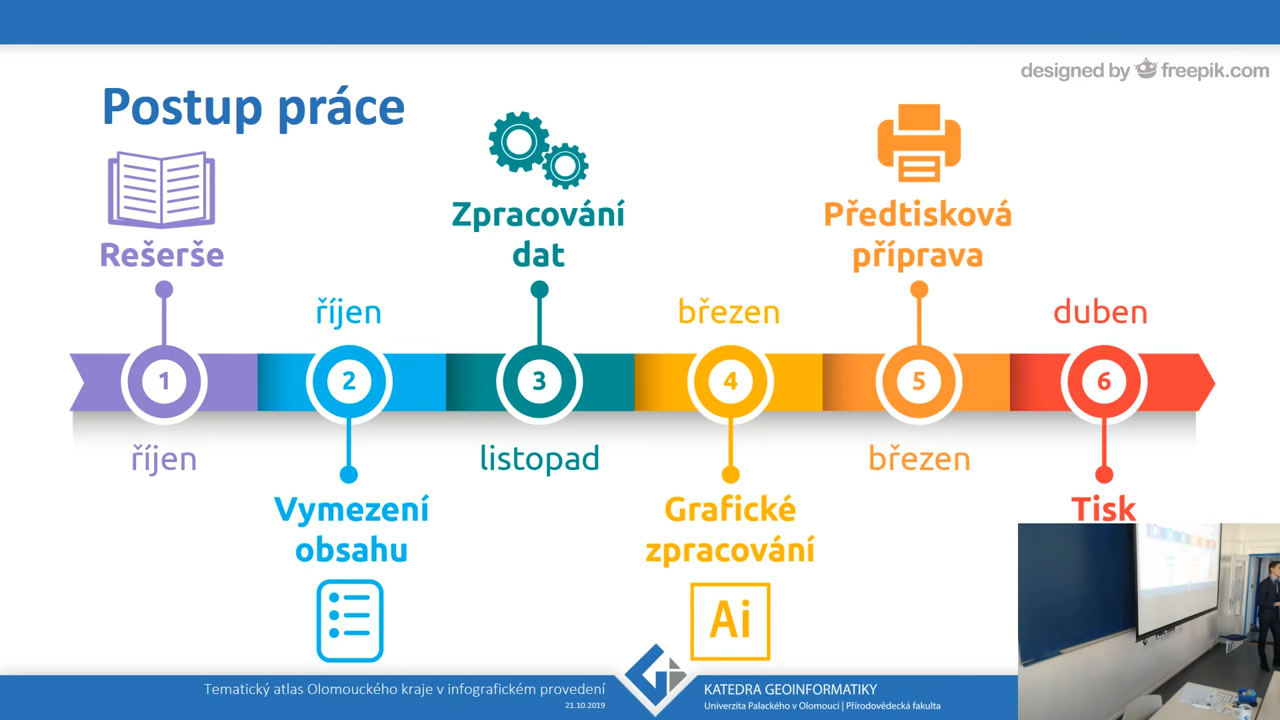 designed by freepik.com
Postup práce
Rešerše
Zpracování
dat
Předtisková
příprava
říjen
březen
duben
1
2
3
4
5
6
říjen
listopad
březen
Vymezení
obsahu
Grafické
zpracování
Tisk
Ai
Tematický atlas Olomouckého kraje v infografickém provedení
21.10.2019
KATEDRA GEOINFORMATIKY
Univerzita Palackého v Olomouci | Přírodovědecká fakulta